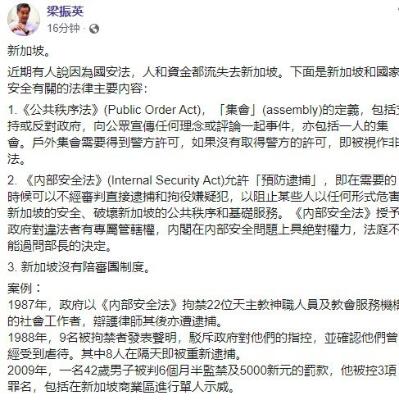 梁振英
16分钟
新加坡。
近期有人說因為國安法，人和資金都流失去新加坡。下面是新加坡和國家
安全有關的法律主要內容：
1.《公共秩序法》(Public Order Act)，「集會」(assembly)的定義，包括支
持或反對政府，向公眾宣傳任何理念或評論一起事件，亦包括一人的集
會。戶外集會需要得到警方許可，如果沒有取得警方的許可，即被視作非
法。
2.《內部安全法》(Internal Security Act)允許「預防逮捕」，即在需要的
時候可以不經審判直接逮捕和拘役嫌疑犯，以阻止某些人以任何形式危害
新加坡的安全、破壞新加坡的公共秩序和基礎服務。《內部安全法》授予
政府對違法者有專屬管轄權，內閣在內部安全問題上具絶對權力，法庭不
能過問部長的決定。
3. 新加坡沒有陪審團制度。
案例：
1987年，政府以《內部安全法》拘禁22位天主教神職人員及教會服務機構
的社會工作者，辯護律師其後亦遭逮捕。
1988年，9名被拘禁者發表聲明，駁斥政府對他們的指控，並確認他們曾
經受到虐待。其中8人在隔天即被重新逮捕。
2009年，一名42歲男子被判6個月半監禁及5000新元的罰款，他被控3項
罪名，包括在新加坡商業區進行單人示威。